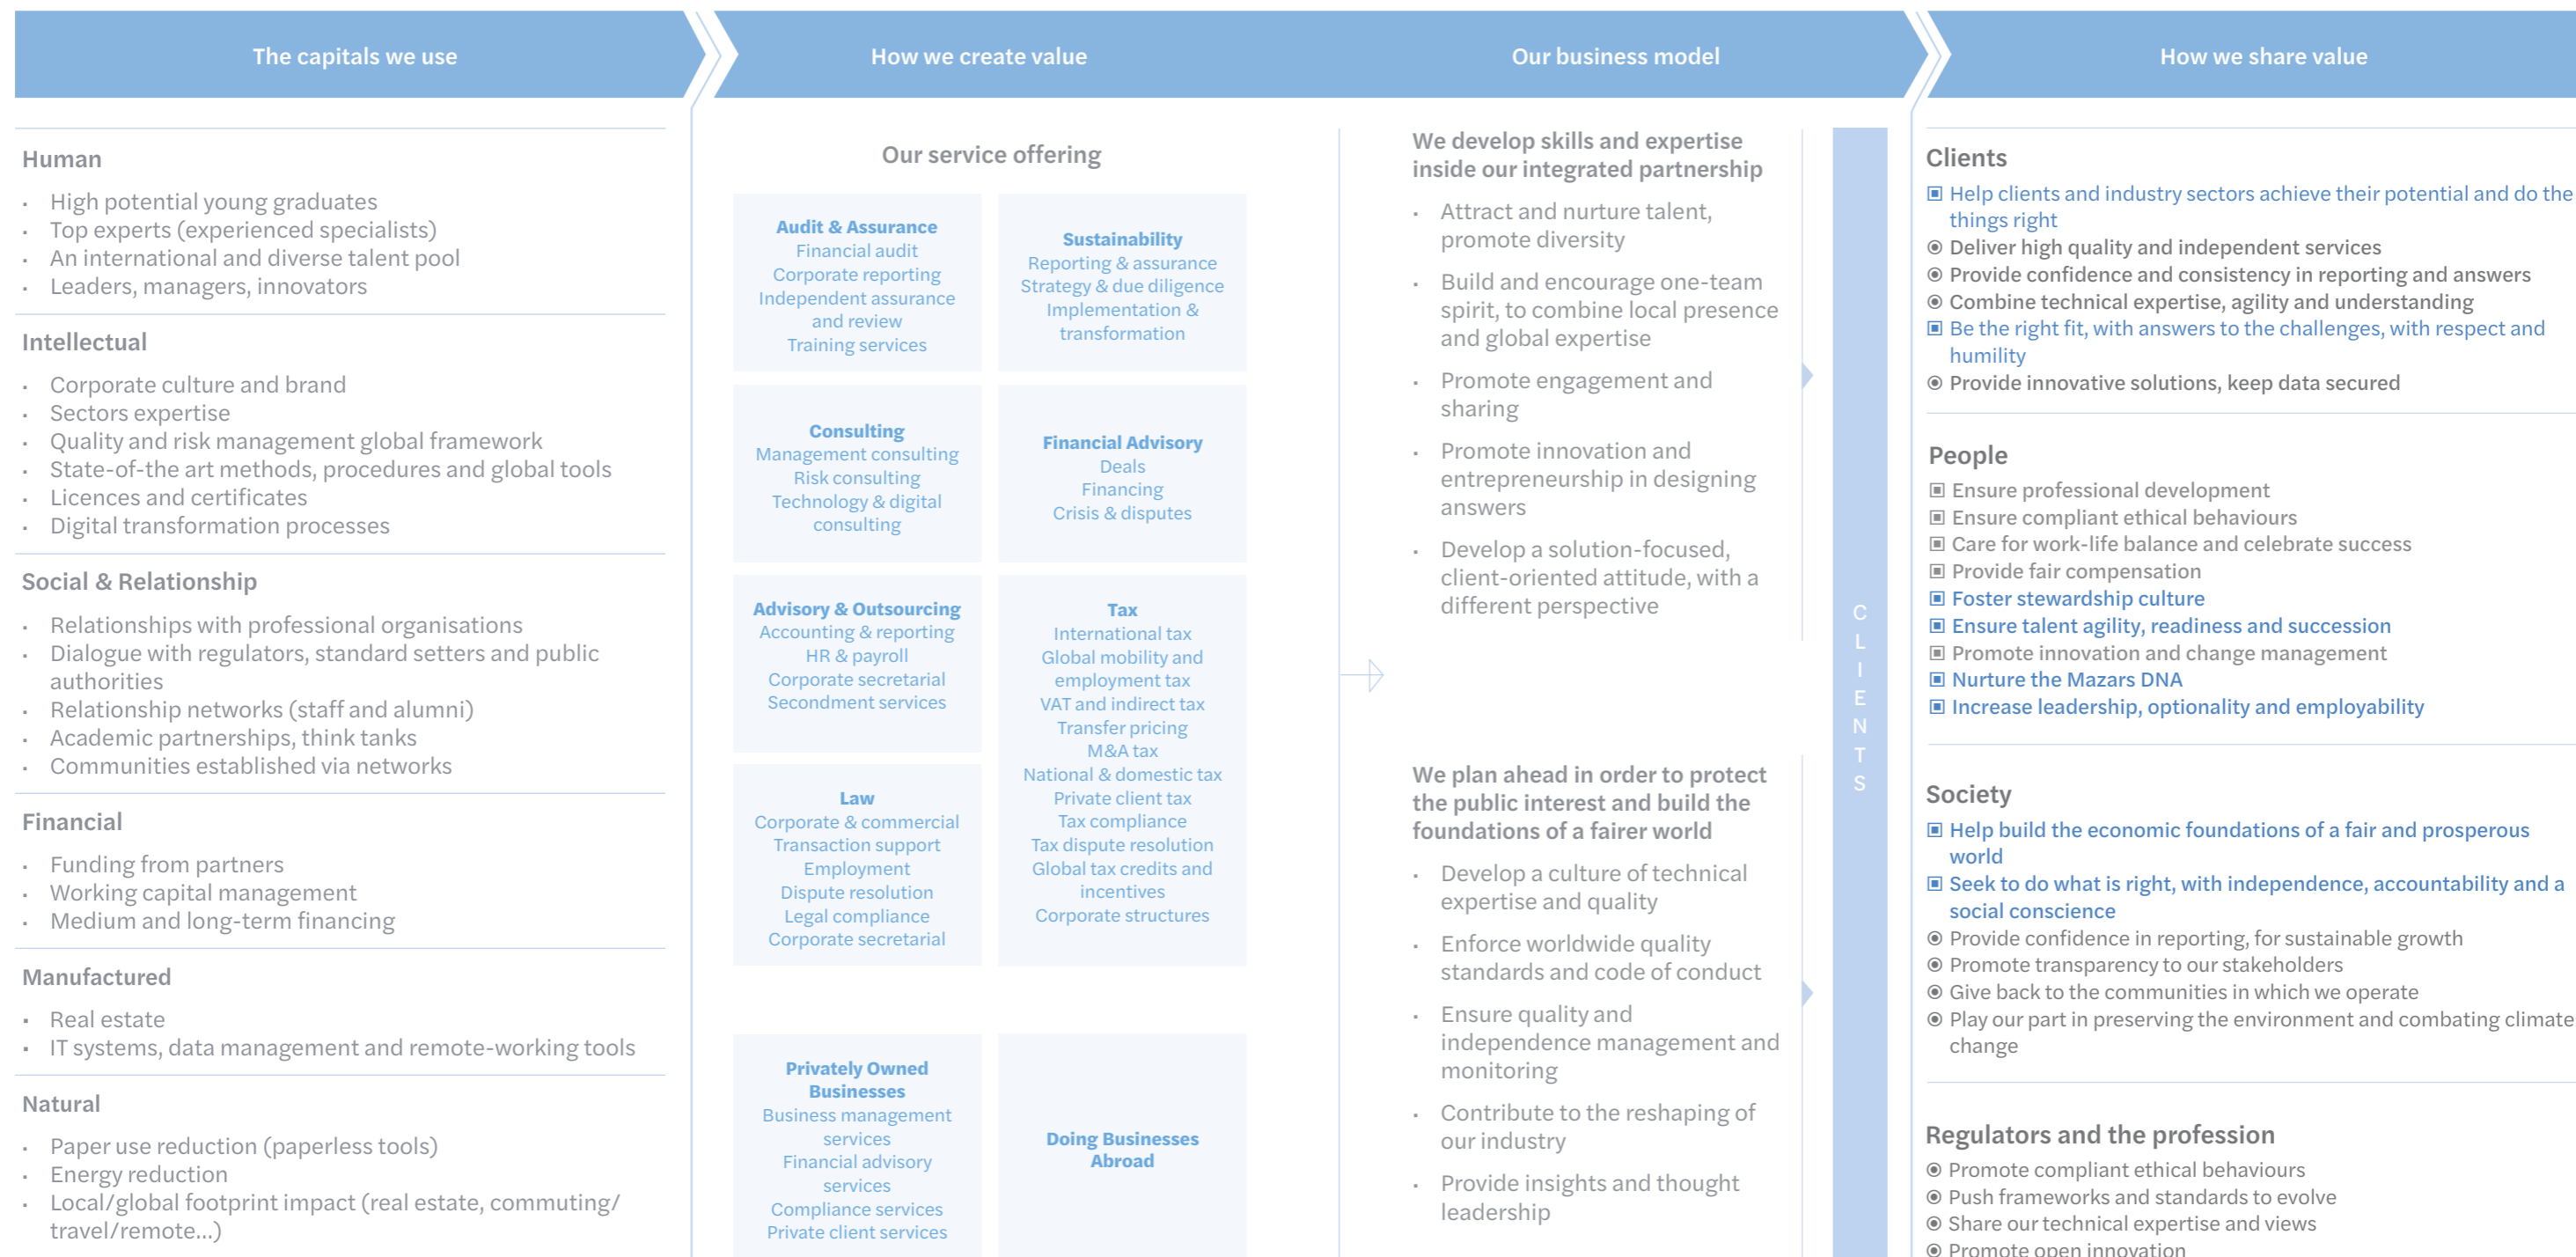 The capitals we use
How we create value
Our business model
How we share value
Human
· High potential young graduates
· Top experts (experienced specialists)
· An international and diverse talent pool
· Leaders, managers, innovators
Intellectual
· Corporate culture and brand
· Sectors expertise
· Quality and risk management global framework
· State-of-the art methods, procedures and global tools
· Licences and certificates
· Digital transformation processes
Social & Relationship
· Relationships with professional organisations
· Dialogue with regulators, standard setters and public
authorities
· Relationship networks (staff and alumni)
· Academic partnerships, think tanks
· Communities established via networks
Financial
· Funding from partners
· Working capital management
· Medium and long-term financing
Manufactured
· Real estate
· IT systems, data management and remote-working tools
Natural
· Paper use reduction (paperless tools)
· Energy reduction
· Local/global footprint impact (real estate, commuting/
travel/remote...)
Our service offering
Audit & Assurance
Financial audit
Corporate reporting
Independent assurance
and review
Training services
Sustainability
Reporting & assurance
Strategy & due diligence
Implementation &
transformation
Consulting
Management consulting
Risk consulting
Technology & digital
consulting
Financial Advisory
Deals
Financing
Crisis & disputes
Advisory & Outsourcing
Accounting & reporting
HR & payroll
Corporate secretarial
Secondment services
Tax
International tax
Global mobility and
employment tax
VAT and indirect tax
Transfer pricing
M&A tax
National & domestic tax
Private client tax
Tax compliance
Tax dispute resolution
Global tax credits and
incentives
Corporate structures
Law
Corporate & commercial
Transaction support
Employment
Dispute resolution
Legal compliance
Corporate secretarial
Privately Owned
Businesses
Business management
services
Financial advisory
services
Compliance services
Private client services
Doing Businesses
Abroad
We develop skills and expertise
inside our integrated partnership
· Attract and nurture talent,
promote diversity
· Build and encourage one-team
spirit, to combine local presence
and global expertise
· Promote engagement and
sharing
· Promote innovation and
entrepreneurship in designing
answers
· Develop a solution-focused,
client-oriented attitude, with a
different perspective
We plan ahead in order to protect
the public interest and build the
foundations of a fairer world
· Develop a culture of technical
expertise and quality
· Enforce worldwide quality
standards and code of conduct
· Ensure quality and
independence management and
monitoring
· Contribute to the reshaping of
our industry
· Provide insights and thought
leadership
CLIENTS
Clients
▣ Help clients and industry sectors achieve their potential and do the
things right
◉ Deliver high quality and independent services
◉ Provide confidence and consistency in reporting and answers
◉ Combine technical expertise, agility and understanding
▣ Be the right fit, with answers to the challenges, with respect and
humility
◉ Provide innovative solutions, keep data secured
People
▣ Ensure professional development
▣ Ensure compliant ethical behaviours
▣ Care for work-life balance and celebrate success
▣ Provide fair compensation
▣ Foster stewardship culture
▣ Ensure talent agility, readiness and succession
▣ Promote innovation and change management
▣ Nurture the Mazars DNA
▣ Increase leadership, optionality and employability
Society
▣ Help build the economic foundations of a fair and prosperous
world
▣ Seek to do what is right, with independence, accountability and a
social conscience
◉ Provide confidence in reporting, for sustainable growth
◉ Promote transparency to our stakeholders
◉ Give back to the communities in which we operate
◉ Play our part in preserving the environment and combating climate
change
Regulators and the profession
◉ Promote compliant ethical behaviours
◉ Push frameworks and standards to evolve
◉ Share our technical expertise and views
◉ Promote open innovation